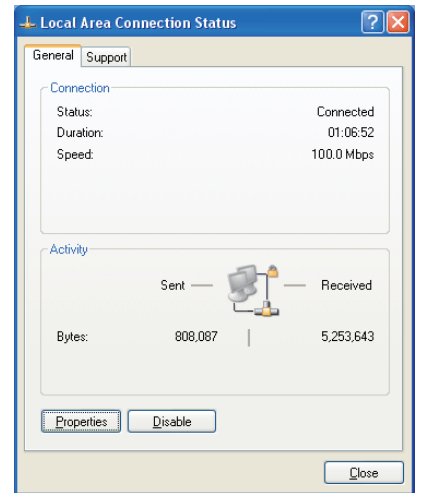 Local Area Connection Status
General Support
Connection
Status: Connected
Duration: 01:06:52
Speed: 100.0 Mbps
Activity
Sent Received
Bytes: 808,087 5,253,643
Properties Disable
Close